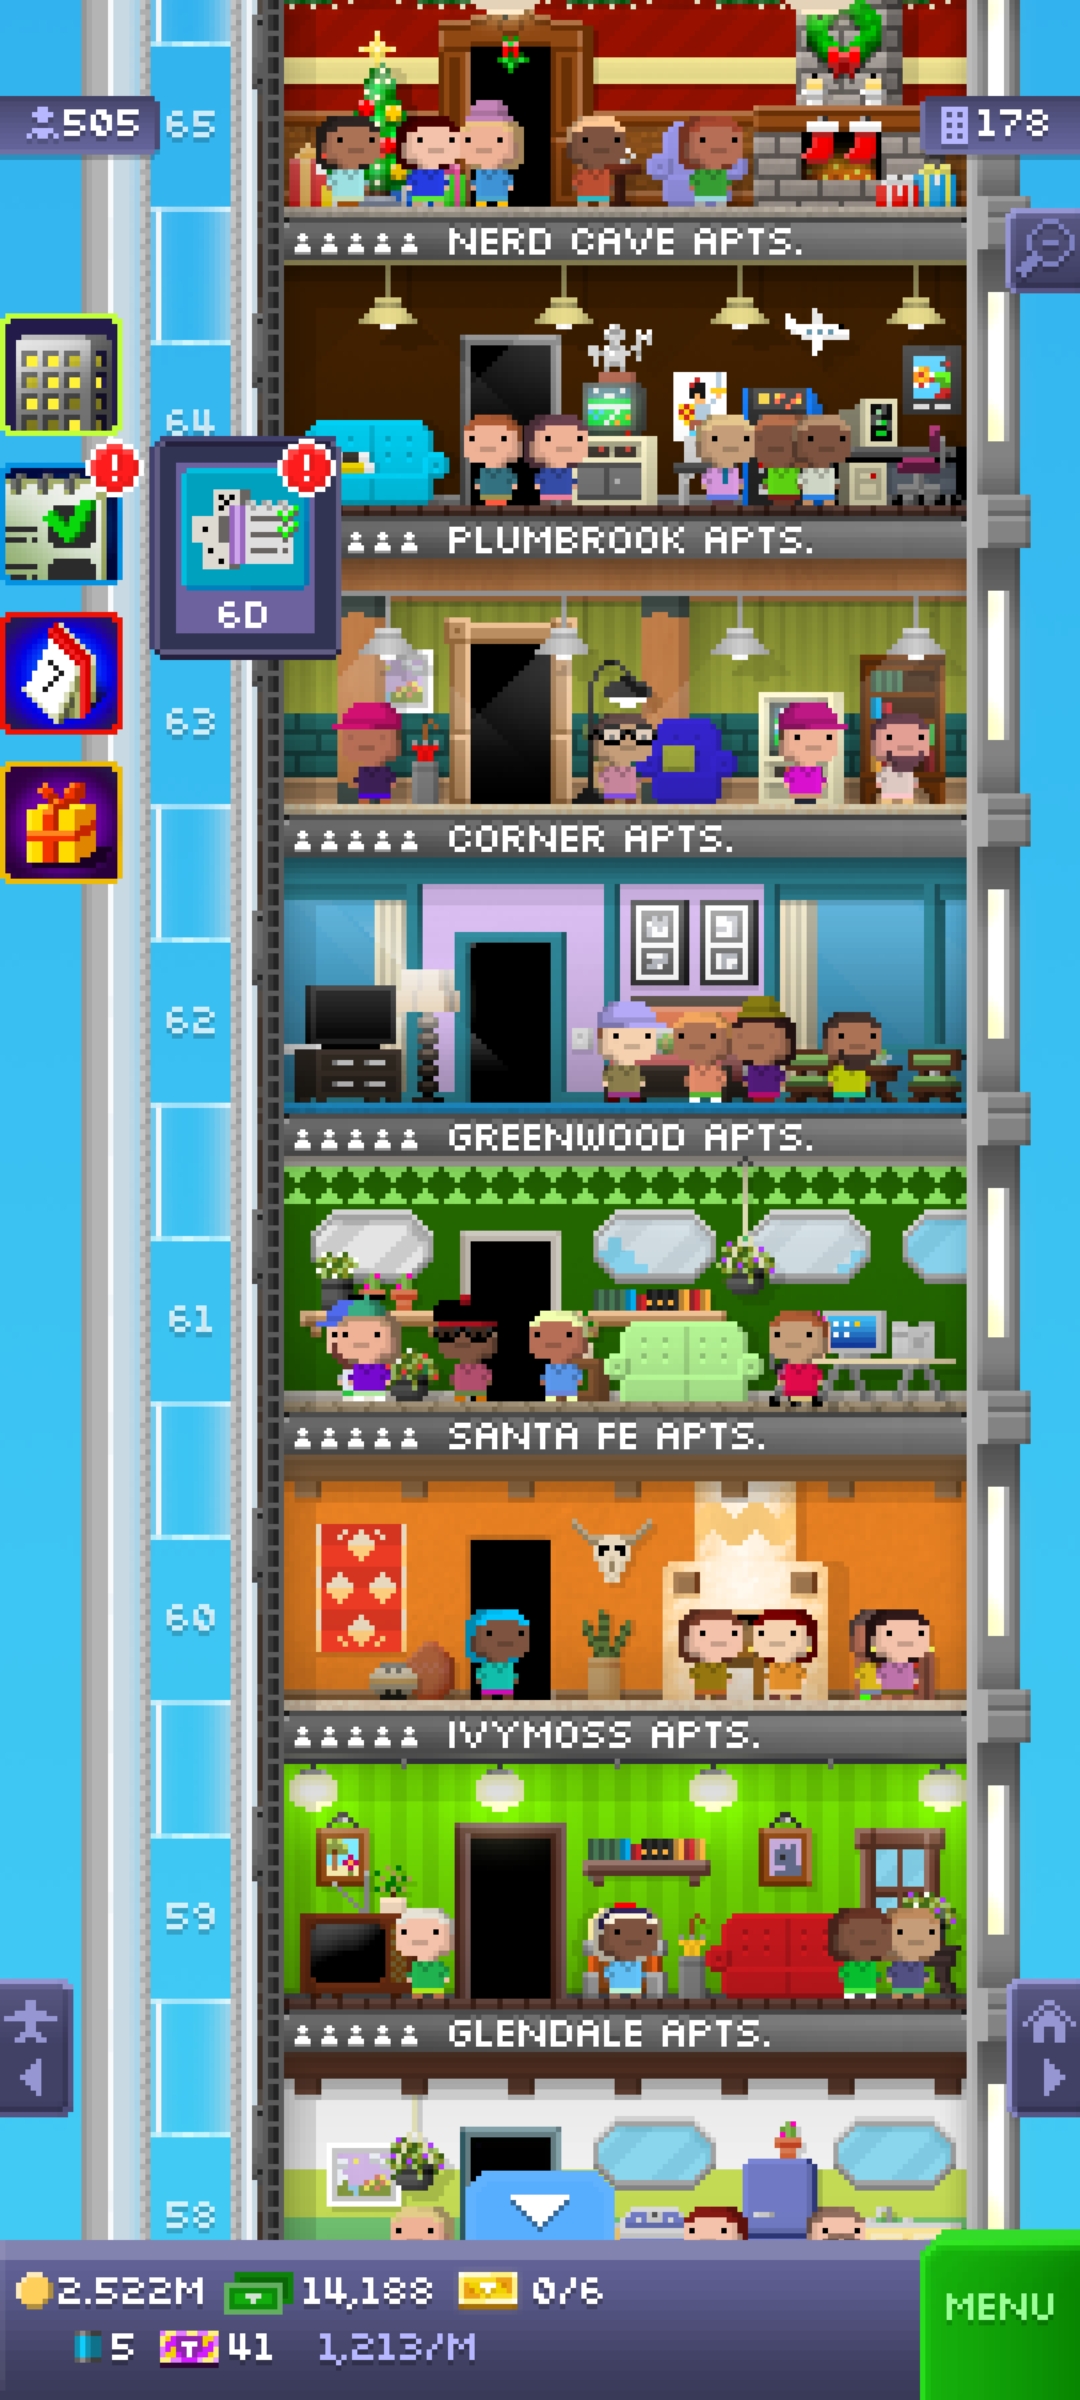 505
65
178
NERD CAVE APTS.
64
PLUMBROOK APTS.
6D
63
7
CORNER APTS.
62
GREENWOOD APTS.
61
SANTA FE APTS.
60
IVYMOSS APTS.
59
GLENDALE APTS.
58
2.522M 14,188 0/6
MENU
5 T 41 1,213/M